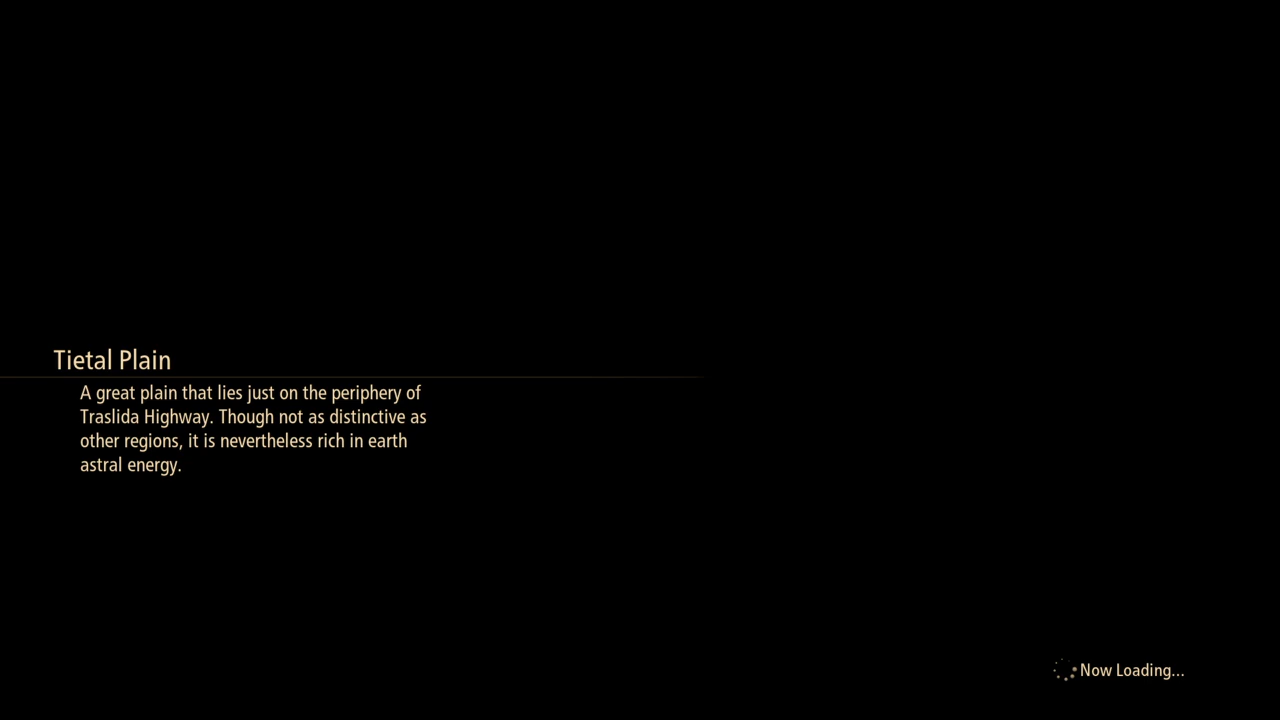 Tietal Plain
A great plain that lies just on the periphery of
Traslida Highway. Though not as distinctive as
other regions, it is nevertheless rich in earth
astral energy.
Now Loading...